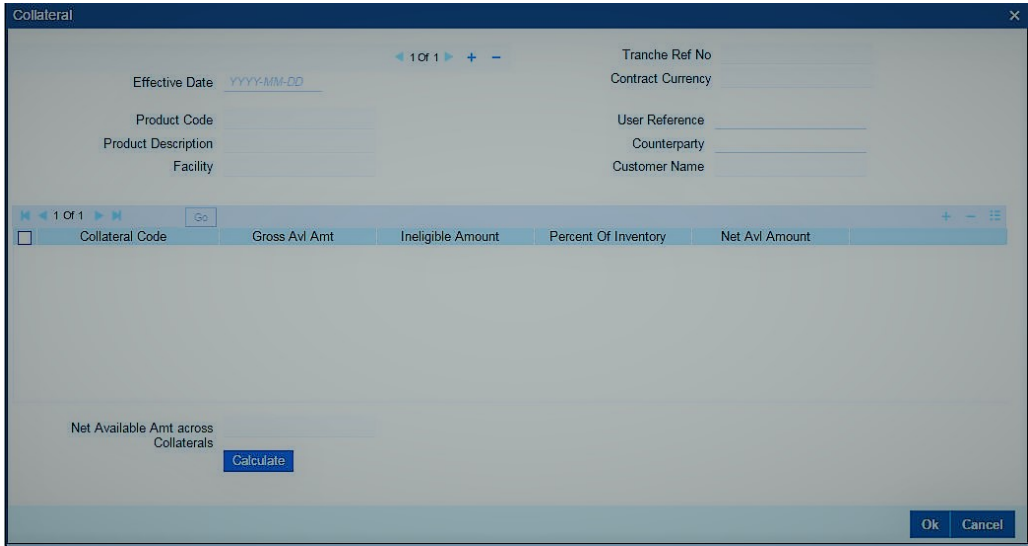 Collateral
1 Of 1
Tranche Ref No
Effective Date YYYY-MM-DD
Contract Currency
Product Code
User Reference
Product Description
Counterparty
Facility
Customer Name
1 Of 1 Go
Collateral Code Gross Avl Amt Ineligible Amount Percent Of Inventory Net Avl Amount
Net Available Amt across
Collaterals
Calculate
Ok Cancel